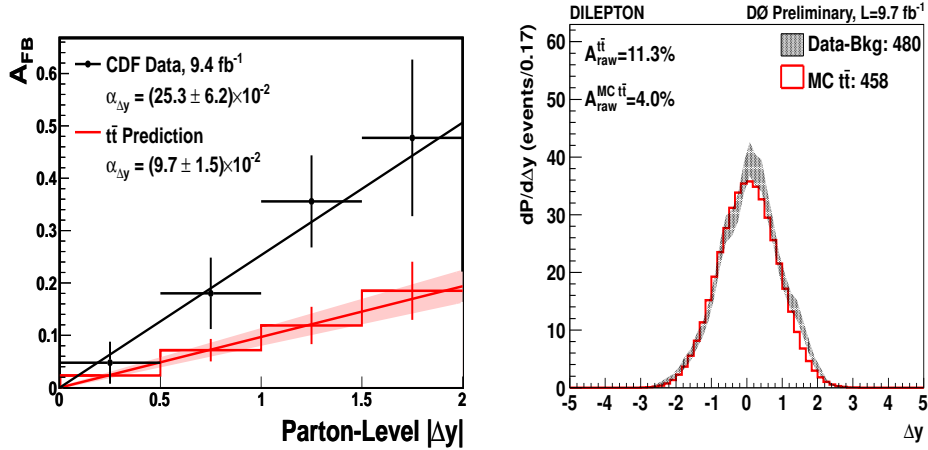 A_FB
0.6
0.5
0.4
0.3
0.2
0.1
0
CDF Data, 9.4 fb⁻¹
α_Δy = (25.3 ± 6.2)×10⁻²
tt̄ Prediction
α_Δy = (9.7 ± 1.5)×10⁻²
0 0.5 1 1.5 2
Parton-Level |Δy|
DILEPTON DØ Preliminary, L=9.7 fb⁻¹
dP/dΔy (events/0.17)
60
50
40
30
20
10
0
A^tt̄_raw=11.3%
A^MC tt̄_raw=4.0%
Data-Bkg: 480
MC tt̄: 458
-5 -4 -3 -2 -1 0 1 2 3 4 5
Δy